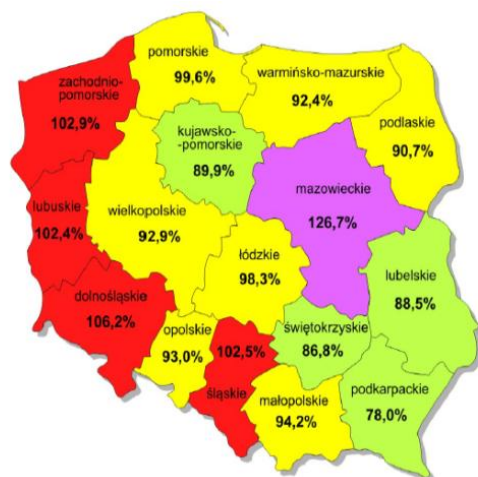 pomorskie
99,6%
zachodnio-
pomorskie
102,9%
warmińsko-mazurskie
92,4%
podlaskie
90,7%
kujawsko-
-pomorskie
89,9%
mazowieckie
126,7%
lubuskie
102,4%
wielkopolskie
92,9%
łódzkie
98,3%
lubelskie
88,5%
dolnośląskie
106,2%
opolskie
93,0%
102,5%
śląskie
świętokrzyskie
86,8%
małopolskie
94,2%
podkarpackie
78,0%